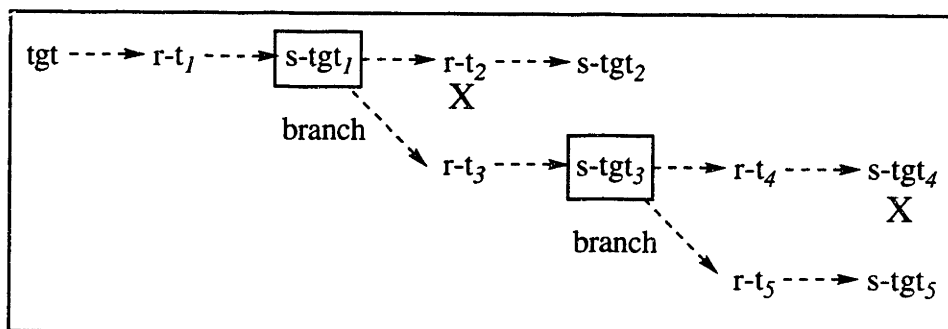 tgt r-t1 s-tgt1 r-t2 s-tgt2
X
branch
r-t3 s-tgt3 r-t4 s-tgt4
X
branch
r-t5 s-tgt5